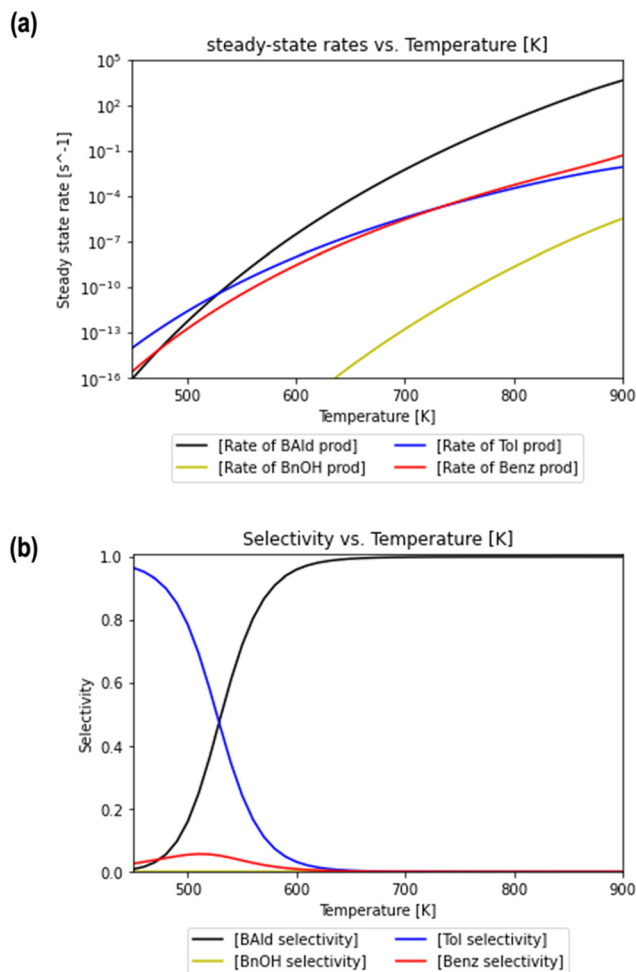 (a)
steady-state rates vs. Temperature [K]
Steady state rate [s^-1]
10^5
10^2
10^-1
10^-4
10^-7
10^-10
10^-13
10^-16
500 600 700 800 900
Temperature [K]
[Rate of BAld prod] [Rate of Tol prod]
[Rate of BnOH prod] [Rate of Benz prod]
(b)
Selectivity vs. Temperature [K]
Selectivity
1.0
0.8
0.6
0.4
0.2
0.0
500 600 700 800 900
Temperature [K]
[BAld selectivity] [Tol selectivity]
[BnOH selectivity] [Benz selectivity]